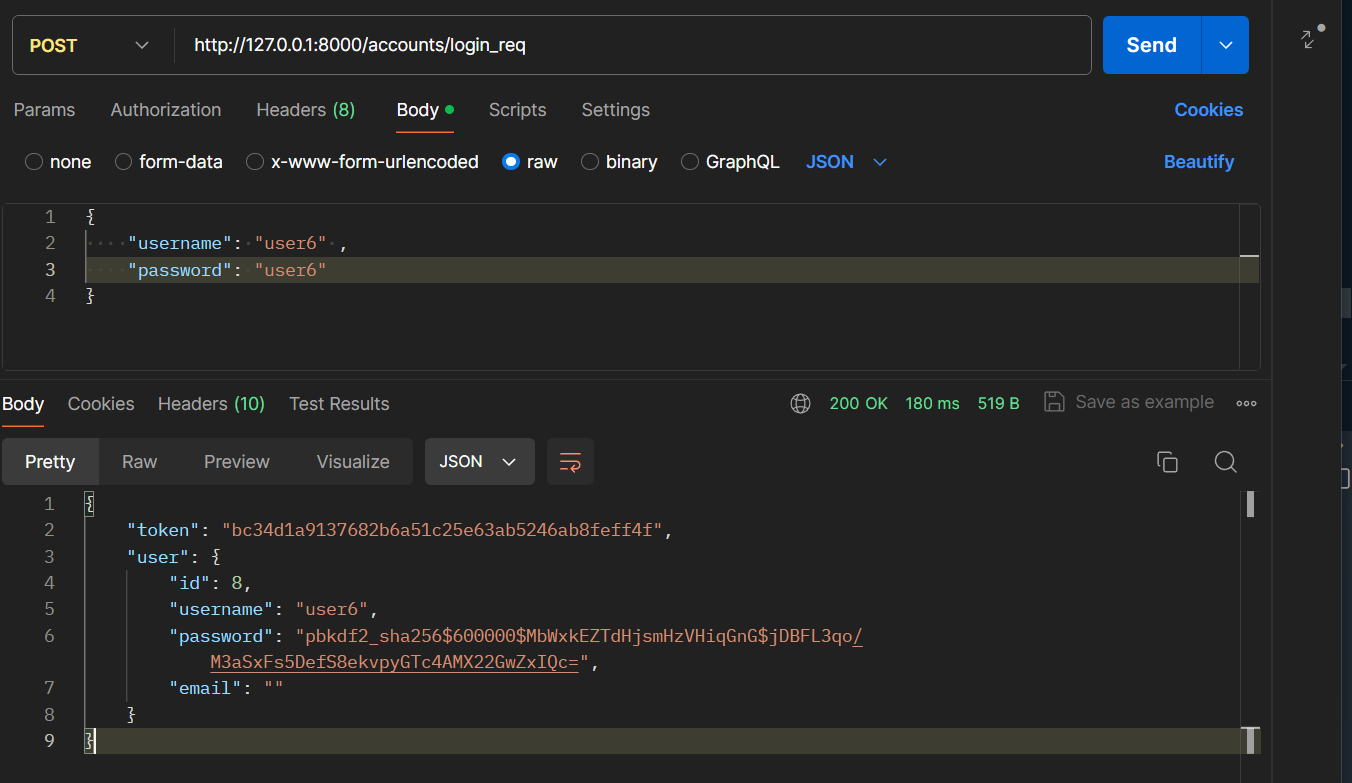 POST http://127.0.0.1:8000/accounts/login_req Send
Params Authorization Headers (8) Body Scripts Settings Cookies
none form-data x-www-form-urlencoded raw binary GraphQL JSON Beautify
1 {
2 "username": "user6" ,
3 "password": "user6"
4 }
Body Cookies Headers (10) Test Results 200 OK 180 ms 519 B Save as example
Pretty Raw Preview Visualize JSON
1 {
2 "token": "bc34d1a9137682b6a51c25e63ab5246ab8feff4f",
3 "user": {
4 "id": 8,
5 "username": "user6",
6 "password": "pbkdf2_sha256$600000$MbWxkEZTdHjsmHzVHiqGnG$jDBFL3qo/
M3aSxFs5DefS8ekvpyGTc4AMX22GwZxIQc=",
7 "email": ""
8 }
9 }